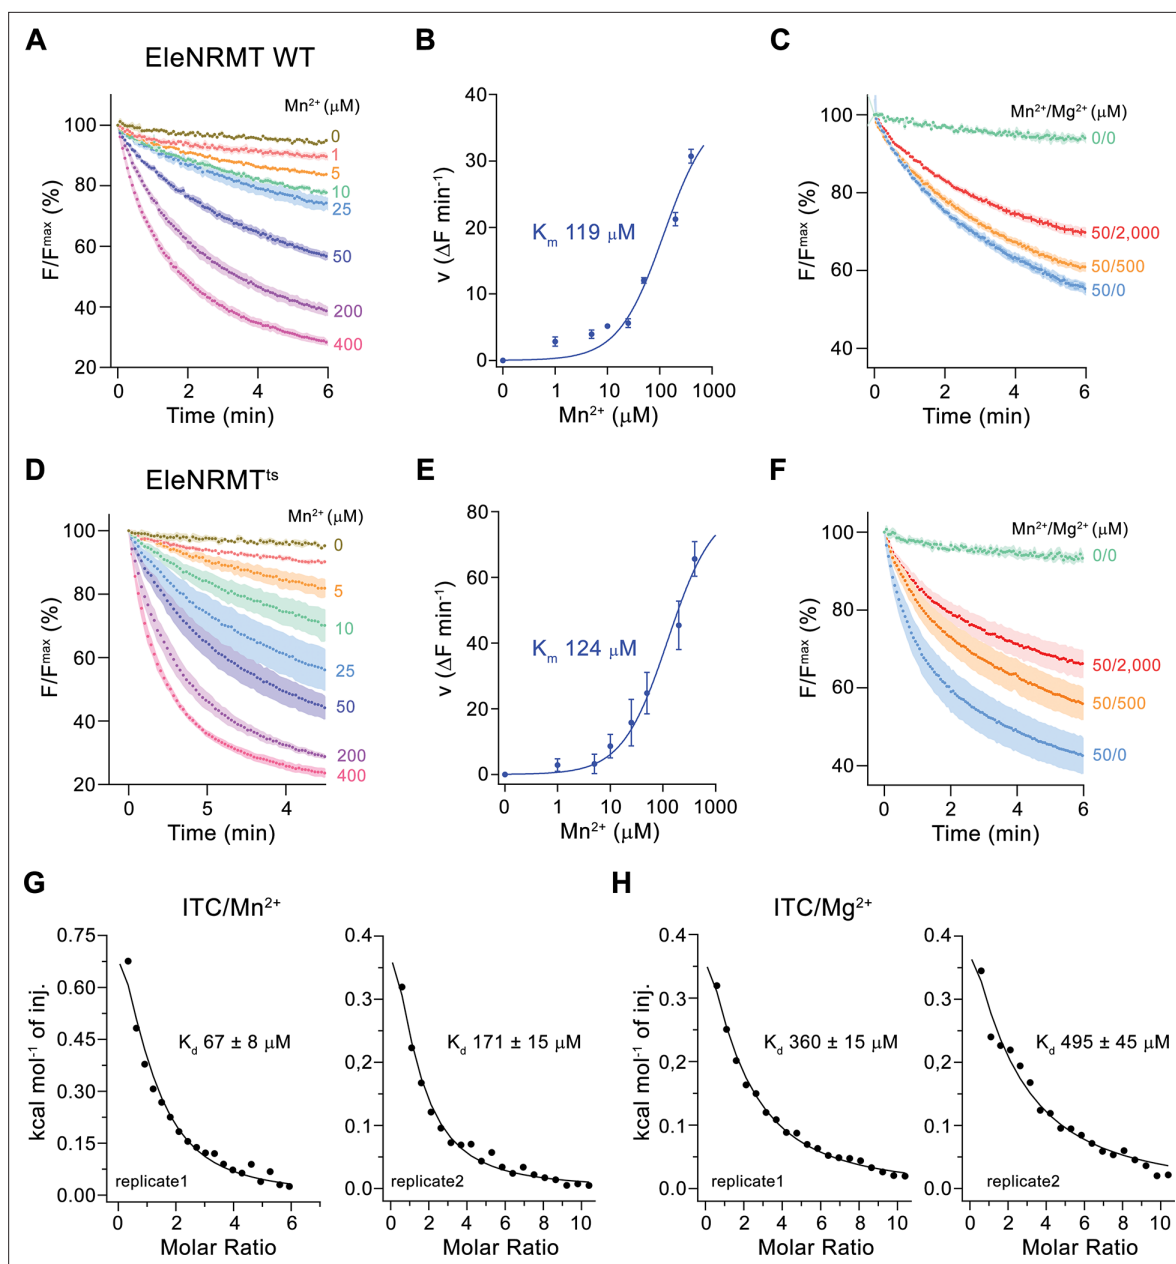 A
EleNRMT WT
Mn²⁺ (μM)
F/Fᵐᵃˣ (%)
100
80
60
40
20
0
1
5
10
25
50
200
400
0
2
4
6
Time (min)
B
v (ΔF min⁻¹)
40
30
20
10
0
Kₘ 119 μM
0
1
10
100
1000
Mn²⁺ (μM)
C
Mn²⁺/Mg²⁺ (μM)
F/Fᵐᵃˣ (%)
100
80
60
40
0/0
50/2,000
50/500
50/0
0
2
4
6
Time (min)
D
EleNRMTᵗˢ
Mn²⁺ (μM)
F/Fᵐᵃˣ (%)
100
80
60
40
20
0
5
10
25
50
200
400
0
5
4
Time (min)
E
v (ΔF min⁻¹)
80
60
40
20
0
Kₘ 124 μM
0
1
10
100
1000
Mn²⁺ (μM)
F
Mn²⁺/Mg²⁺ (μM)
F/Fᵐᵃˣ (%)
100
80
60
40
0/0
50/2,000
50/500
50/0
0
2
4
6
Time (min)
G
ITC/Mn²⁺
kcal mol⁻¹ of inj.
0.75
0.60
0.45
0.30
0.15
0.00
K_d 67 ± 8 μM
replicate1
0
2
4
6
Molar Ratio
0.4
0.3
0.2
0.1
0.0
K_d 171 ± 15 μM
replicate2
0
2
4
6
8
10
Molar Ratio
H
ITC/Mg²⁺
kcal mol⁻¹ of inj.
0.4
0.3
0,2
0.1
0.0
K_d 360 ± 15 μM
replicate1
0
2
4
6
8
10
Molar Ratio
0.4
0.3
0.2
0.1
0.0
K_d 495 ± 45 μM
replicate2
0
2
4
6
8
10
Molar Ratio